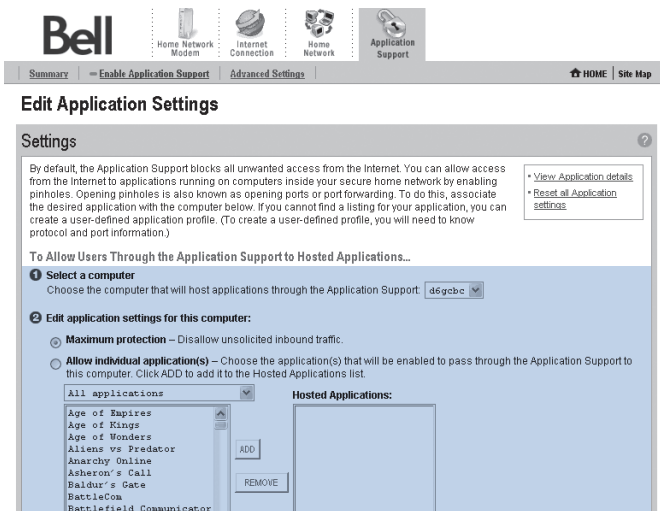 Bell
Home Network
Modem
Internet
Connection
Home
Network
Application
Support
Summary
Enable Application Support
Advanced Settings
HOME
Site Map
Edit Application Settings
Settings
?
By default, the Application Support blocks all unwanted access from the Internet. You can allow access
from the Internet to applications running on computers inside your secure home network by enabling
pinholes. Opening pinholes is also known as opening ports or port forwarding. To do this, associate
the desired application with the computer below. If you cannot find a listing for your application, you can
create a user-defined application profile. (To create a user-defined profile, you will need to know
protocol and port information.)
• View Application details
• Reset all Application
settings
To Allow Users Through the Application Support to Hosted Applications...
1 Select a computer
Choose the computer that will host applications through the Application Support: d6gcbc
2 Edit application settings for this computer:
Maximum protection – Disallow unsolicited inbound traffic.
Allow individual application(s) – Choose the application(s) that will be enabled to pass through the Application Support to
this computer. Click ADD to add it to the Hosted Applications list.
All applications
Hosted Applications:
Age of Empires
Age of Kings
Age of Wonders
Aliens vs Predator
Anarchy Online
Asheron's Call
Baldur's Gate
BattleCom
Battlefield Communicator
ADD
REMOVE